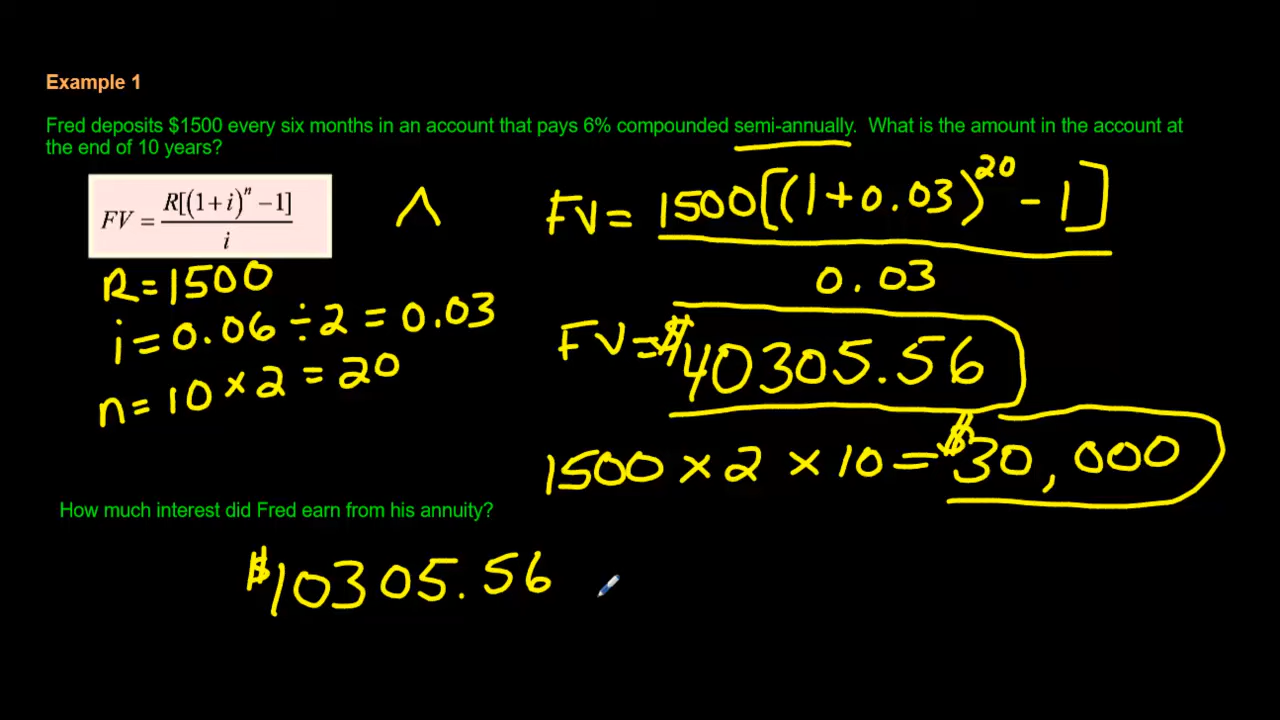 Example 1
Fred deposits $1500 every six months in an account that pays 6% compounded semi-annually. What is the amount in the account at
the end of 10 years?
FV = R[(1+i)^n −1] / i
∧
R=1500
i=0.06÷2=0.03
n=10×2=20
FV= 1500[(1+0.03)^20 −1] / 0.03
FV=$40305.56
1500×2×10=$30,000
How much interest did Fred earn from his annuity?
$10305.56